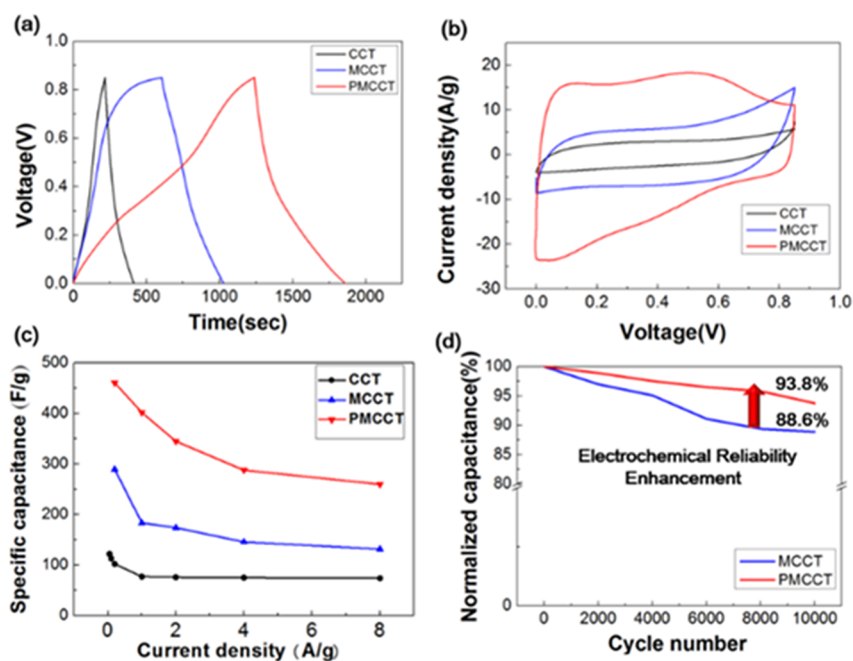 (a)
1.0
0.8
0.6
0.4
0.2
0.0
Voltage(V)
CCT
MCCT
PMCCT
0
500
1000
1500
2000
Time(sec)
(b)
20
10
0
-10
-20
-30
Current density(A/g)
CCT
MCCT
PMCCT
0.0
0.2
0.4
0.6
0.8
1.0
Voltage(V)
(c)
500
400
300
200
100
0
Specific capacitance (F/g)
CCT
MCCT
PMCCT
0
2
4
6
8
Current density (A/g)
(d)
100
95
90
85
80
0
Normalized capacitance(%)
93.8%
88.6%
Electrochemical Reliability
Enhancement
MCCT
PMCCT
0
2000
4000
6000
8000
10000
Cycle number